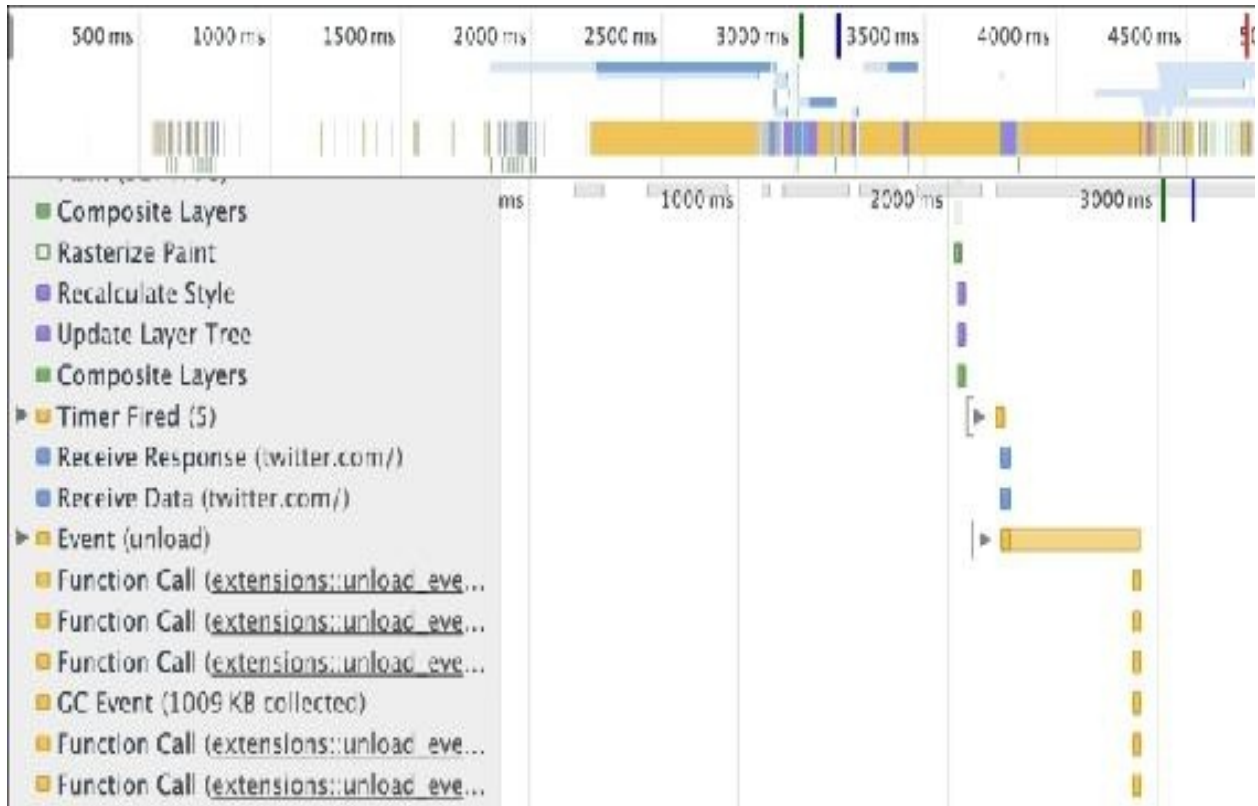 500 ms 1000 ms 1500 ms 2000 ms 2500 ms 3000 ms 3500 ms 4000 ms 4500 ms
ms 1000 ms 2000 ms 3000 ms
Composite Layers
Rasterize Paint
Recalculate Style
Update Layer Tree
Composite Layers
Timer Fired (5)
Receive Response (twitter.com/)
Receive Data (twitter.com/)
Event (unload)
Function Call (extensions::unload_eve...
Function Call (extensions::unload_eve...
Function Call (extensions::unload_eve...
GC Event (1009 KB collected)
Function Call (extensions::unload_eve...
Function Call (extensions::unload_eve...